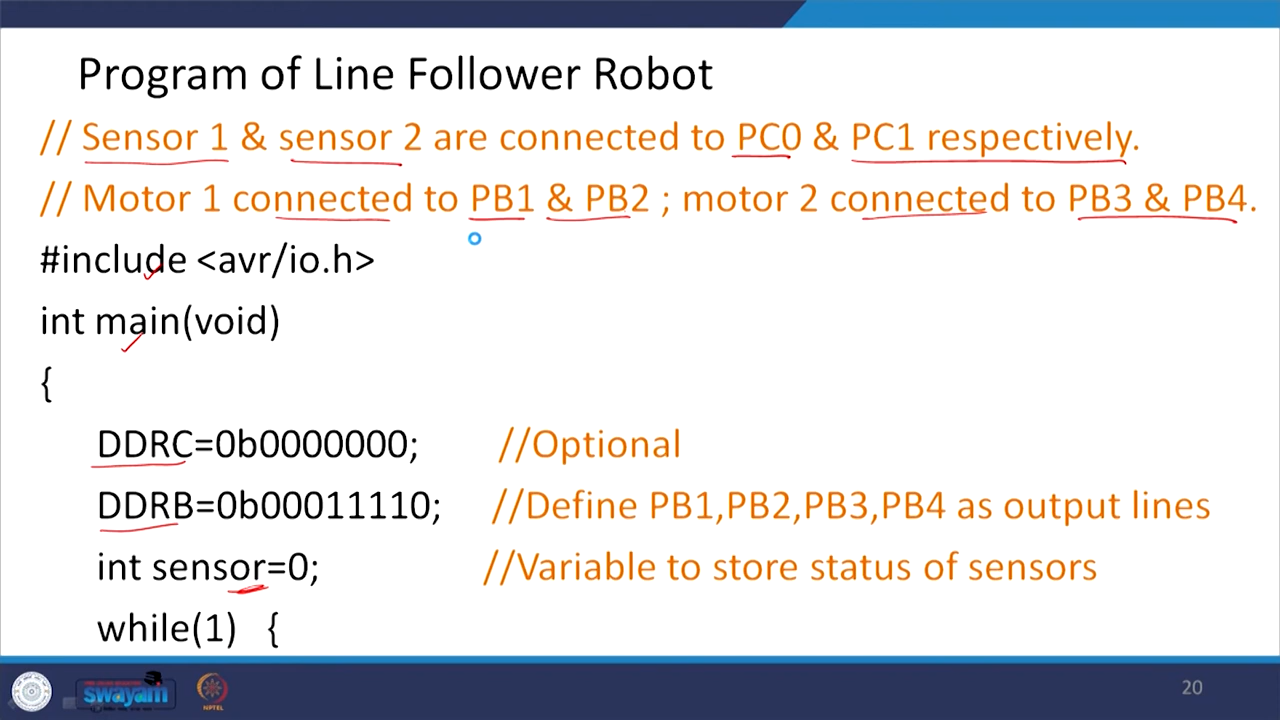 Program of Line Follower Robot
// Sensor 1 & sensor 2 are connected to PC0 & PC1 respectively.
// Motor 1 connected to PB1 & PB2 ; motor 2 connected to PB3 & PB4.
#include <avr/io.h>
int main(void)
{
DDRC=0b0000000; //Optional
DDRB=0b00011110; //Define PB1,PB2,PB3,PB4 as output lines
int sensor=0; //Variable to store status of sensors
while(1) {
swayam
NPTEL
20